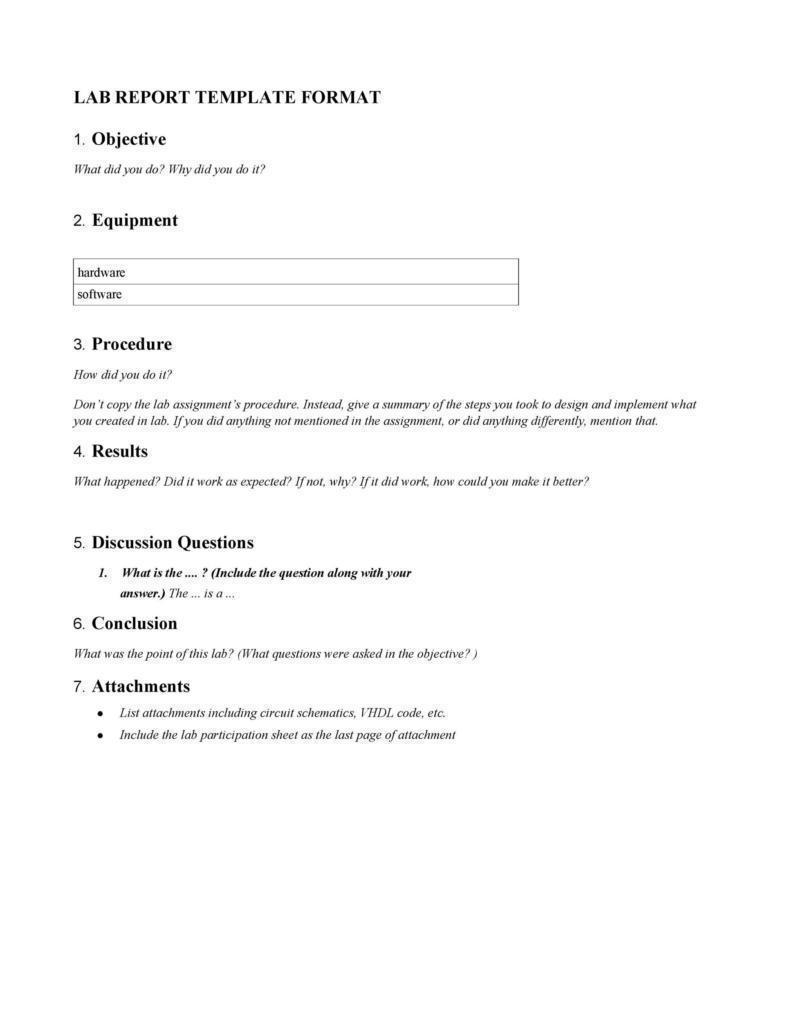 LAB REPORT TEMPLATE FORMAT
1. Objective
What did you do? Why did you do it?
2. Equipment
hardware
software
3. Procedure
How did you do it?
Don’t copy the lab assignment’s procedure. Instead, give a summary of the steps you took to design and implement what
you created in lab. If you did anything not mentioned in the assignment, or did anything differently, mention that.
4. Results
What happened? Did it work as expected? If not, why? If it did work, how could you make it better?
5. Discussion Questions
1. What is the .... ? (Include the question along with your
answer.) The ... is a ...
6. Conclusion
What was the point of this lab? (What questions were asked in the objective? )
7. Attachments
● List attachments including circuit schematics, VHDL code, etc.
● Include the lab participation sheet as the last page of attachment